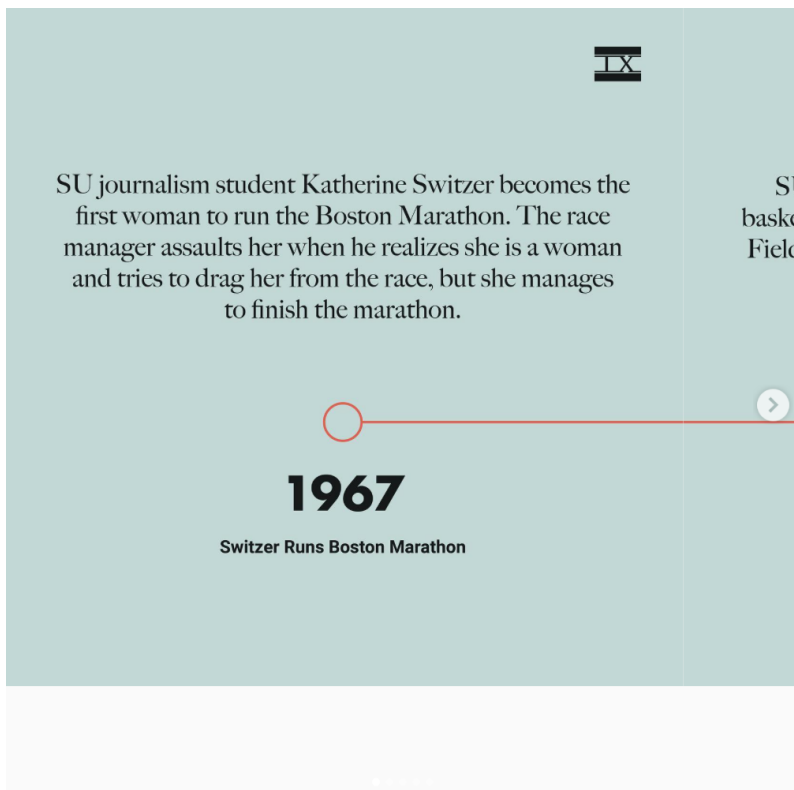 IX
SU journalism student Katherine Switzer becomes the
first woman to run the Boston Marathon. The race
manager assaults her when he realizes she is a woman
and tries to drag her from the race, but she manages
to finish the marathon.
1967
Switzer Runs Boston Marathon